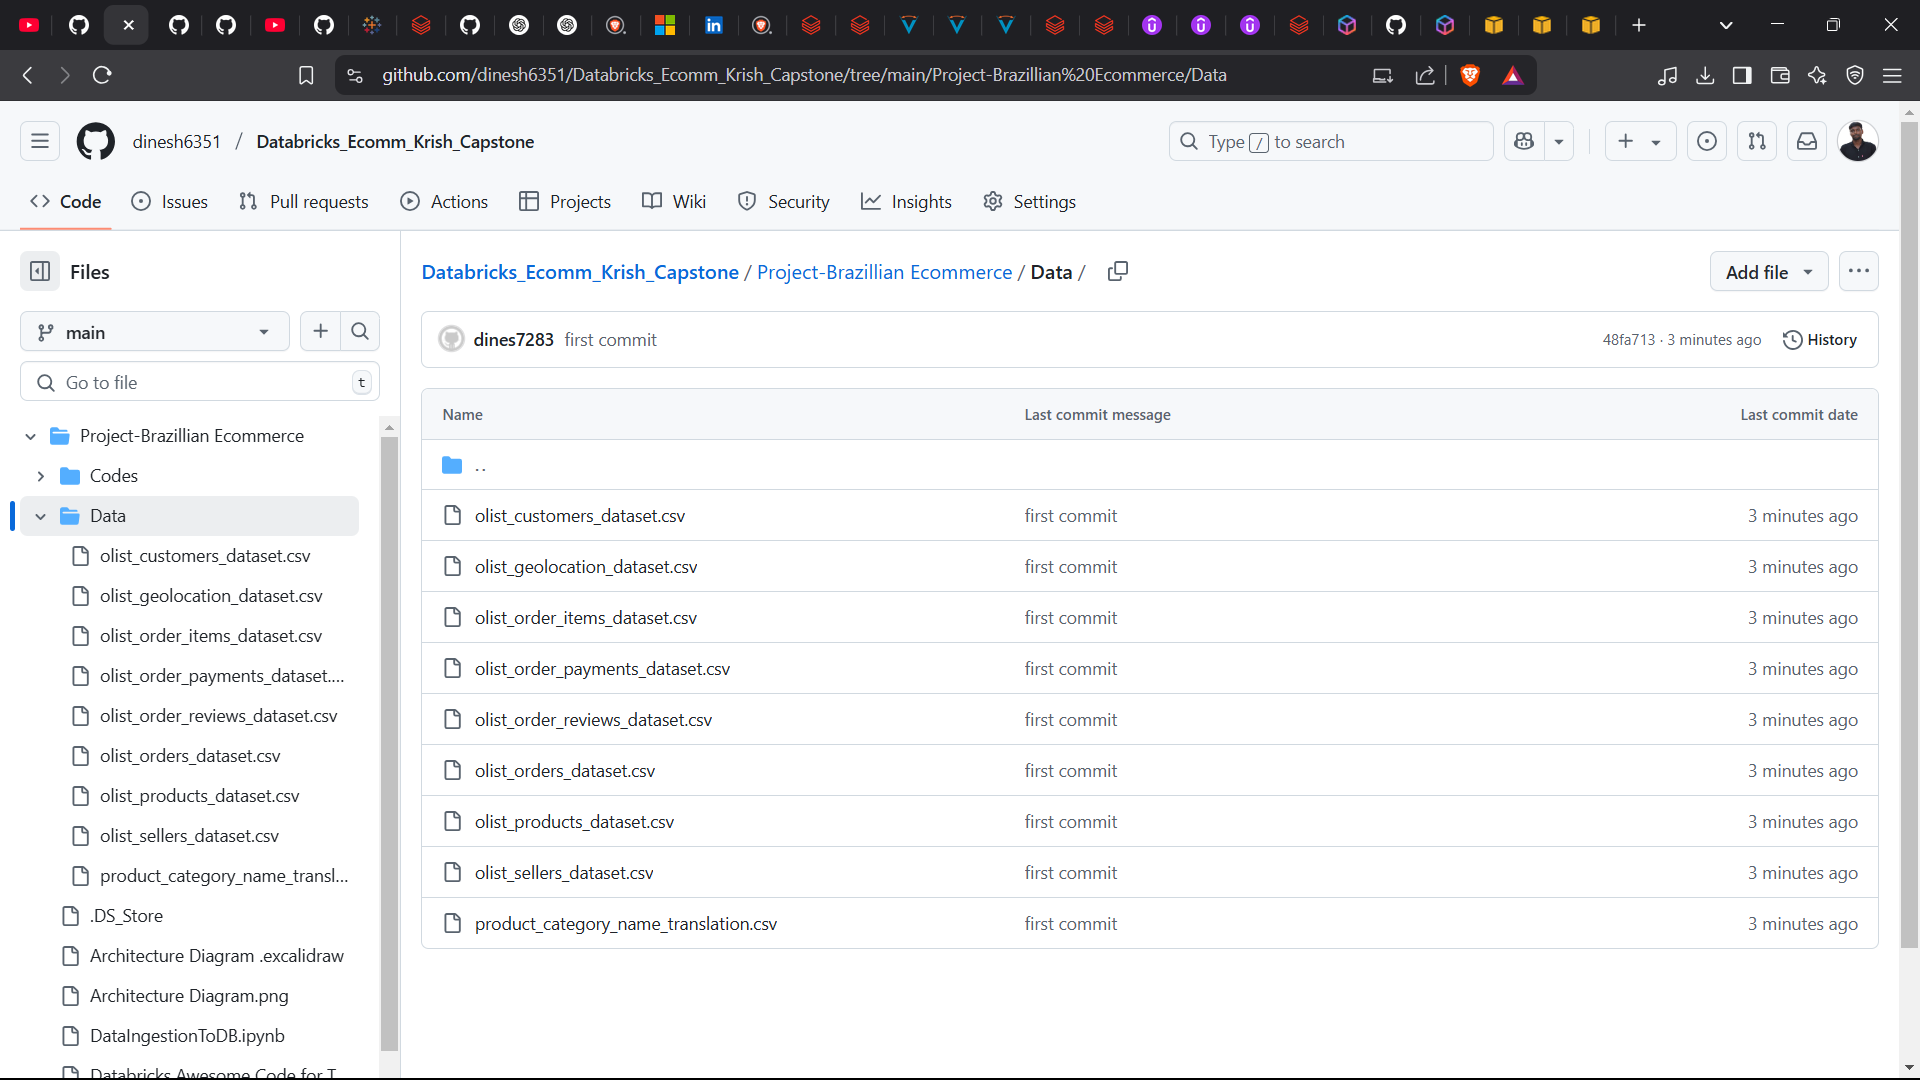 github.com/dinesh6351/Databricks_Ecomm_Krish_Capstone/tree/main/Project-Brazillian%20Ecommerce/Data
dinesh6351 / Databricks_Ecomm_Krish_Capstone
Type / to search
Code
Issues
Pull requests
Actions
Projects
Wiki
Security
Insights
Settings
Files
main
Go to file
t
Project-Brazillian Ecommerce
Codes
Data
olist_customers_dataset.csv
olist_geolocation_dataset.csv
olist_order_items_dataset.csv
olist_order_payments_dataset....
olist_order_reviews_dataset.csv
olist_orders_dataset.csv
olist_products_dataset.csv
olist_sellers_dataset.csv
product_category_name_transl...
.DS_Store
Architecture Diagram .excalidraw
Architecture Diagram.png
DataIngestionToDB.ipynb
Databricks Awesome Code for T
Databricks_Ecomm_Krish_Capstone / Project-Brazillian Ecommerce / Data /
Add file
dines7283 first commit
48fa713 · 3 minutes ago
History
Name Last commit message Last commit date
..
olist_customers_dataset.csv first commit 3 minutes ago
olist_geolocation_dataset.csv first commit 3 minutes ago
olist_order_items_dataset.csv first commit 3 minutes ago
olist_order_payments_dataset.csv first commit 3 minutes ago
olist_order_reviews_dataset.csv first commit 3 minutes ago
olist_orders_dataset.csv first commit 3 minutes ago
olist_products_dataset.csv first commit 3 minutes ago
olist_sellers_dataset.csv first commit 3 minutes ago
product_category_name_translation.csv first commit 3 minutes ago